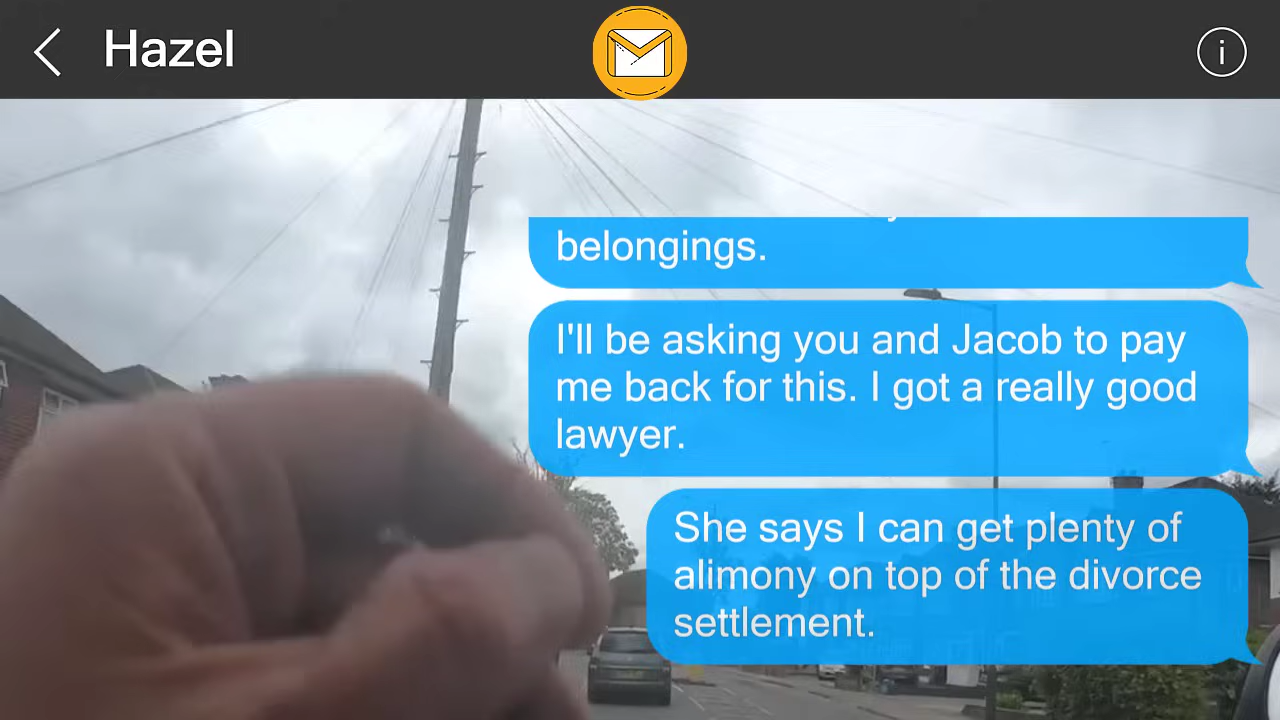 Hazel
i
belongings.
I'll be asking you and Jacob to pay
me back for this. I got a really good
lawyer.
She says I can get plenty of
alimony on top of the divorce
settlement.